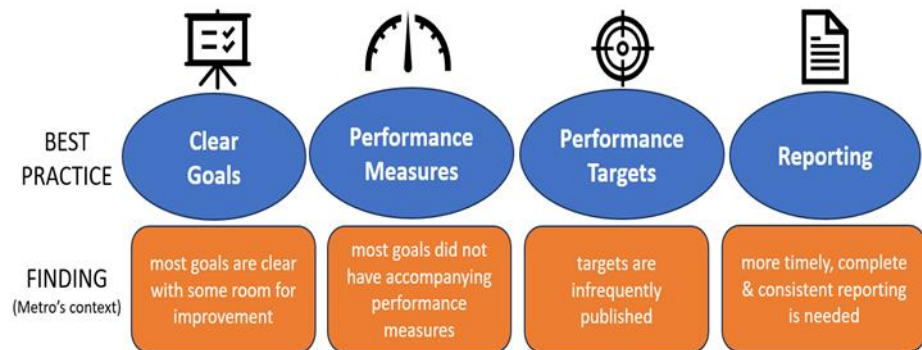 BEST
PRACTICE
Clear
Goals
Performance
Measures
Performance
Targets
Reporting
FINDING
(Metro's context)
most goals are clear
with some room for
improvement
most goals did not
have accompanying
performance
measures
targets are
infrequently
published
more timely, complete
& consistent reporting
is needed